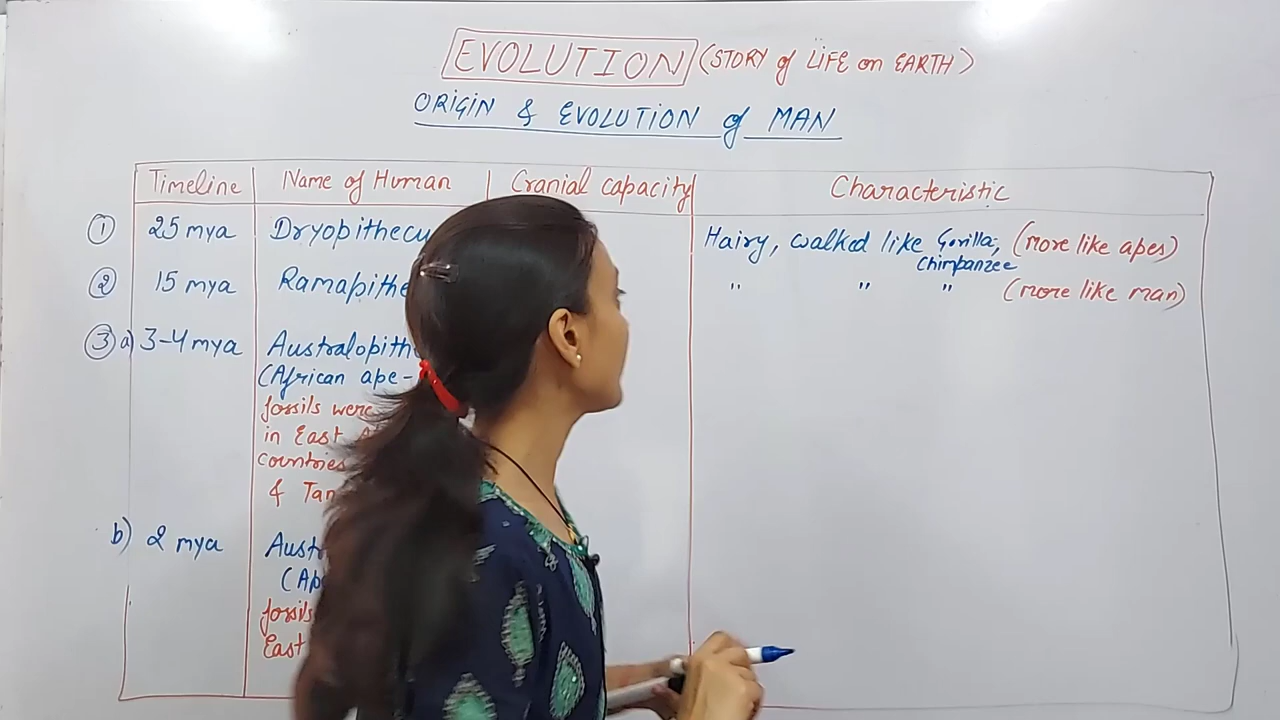 EVOLUTION (STORY of LIFE on EARTH)
ORIGIN & EVOLUTION of MAN
Timeline Name of Human Cranial capacity Characteristic
① 25 mya Dryopithecu Hairy, walked like Gorilla, (more like apes)
Chimpanzee
② 15 mya Ramapithe " " " (more like man)
③ a) 3-4 mya Australopith
(African ape-
fossils were
in East
countries
& Tan
b) 2 mya Aust
(Ap
fossils
East